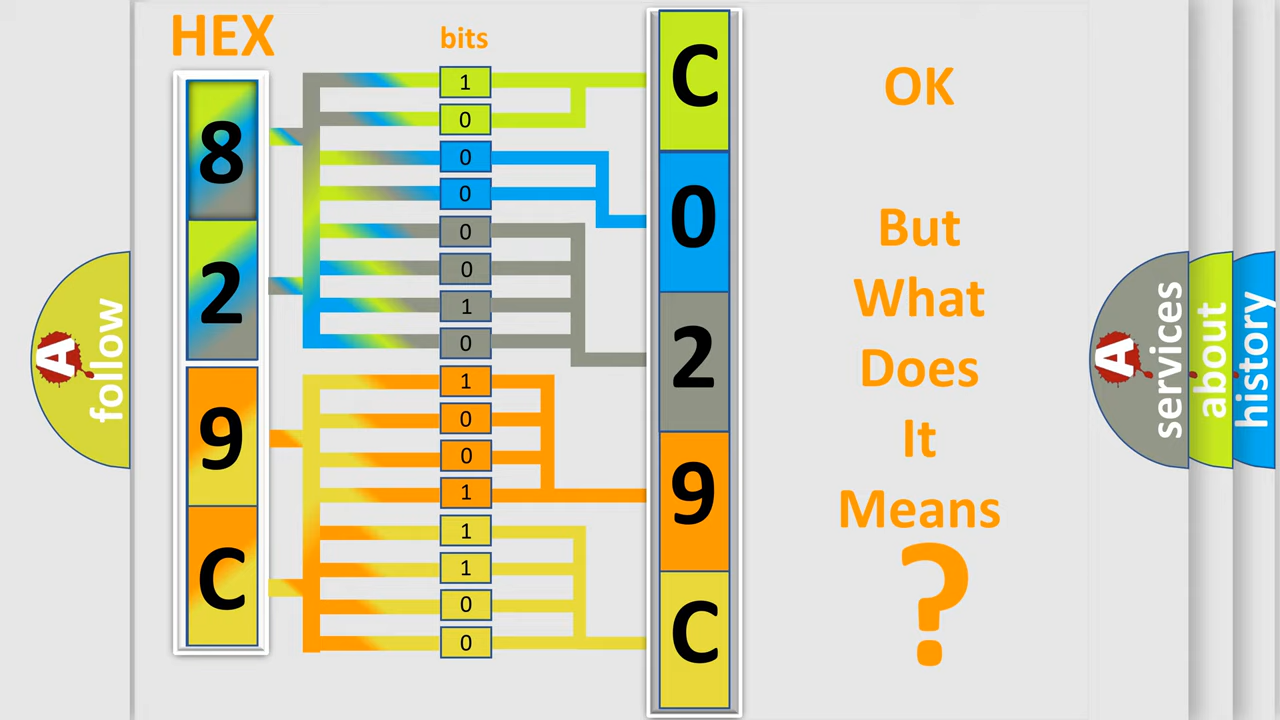 HEX
bits
8
2
9
C
1
0
0
0
0
0
1
0
1
0
0
1
1
1
0
0
C
0
2
9
C
OK
But
What
Does
It
Means
?
A
follow
A
services
about
history